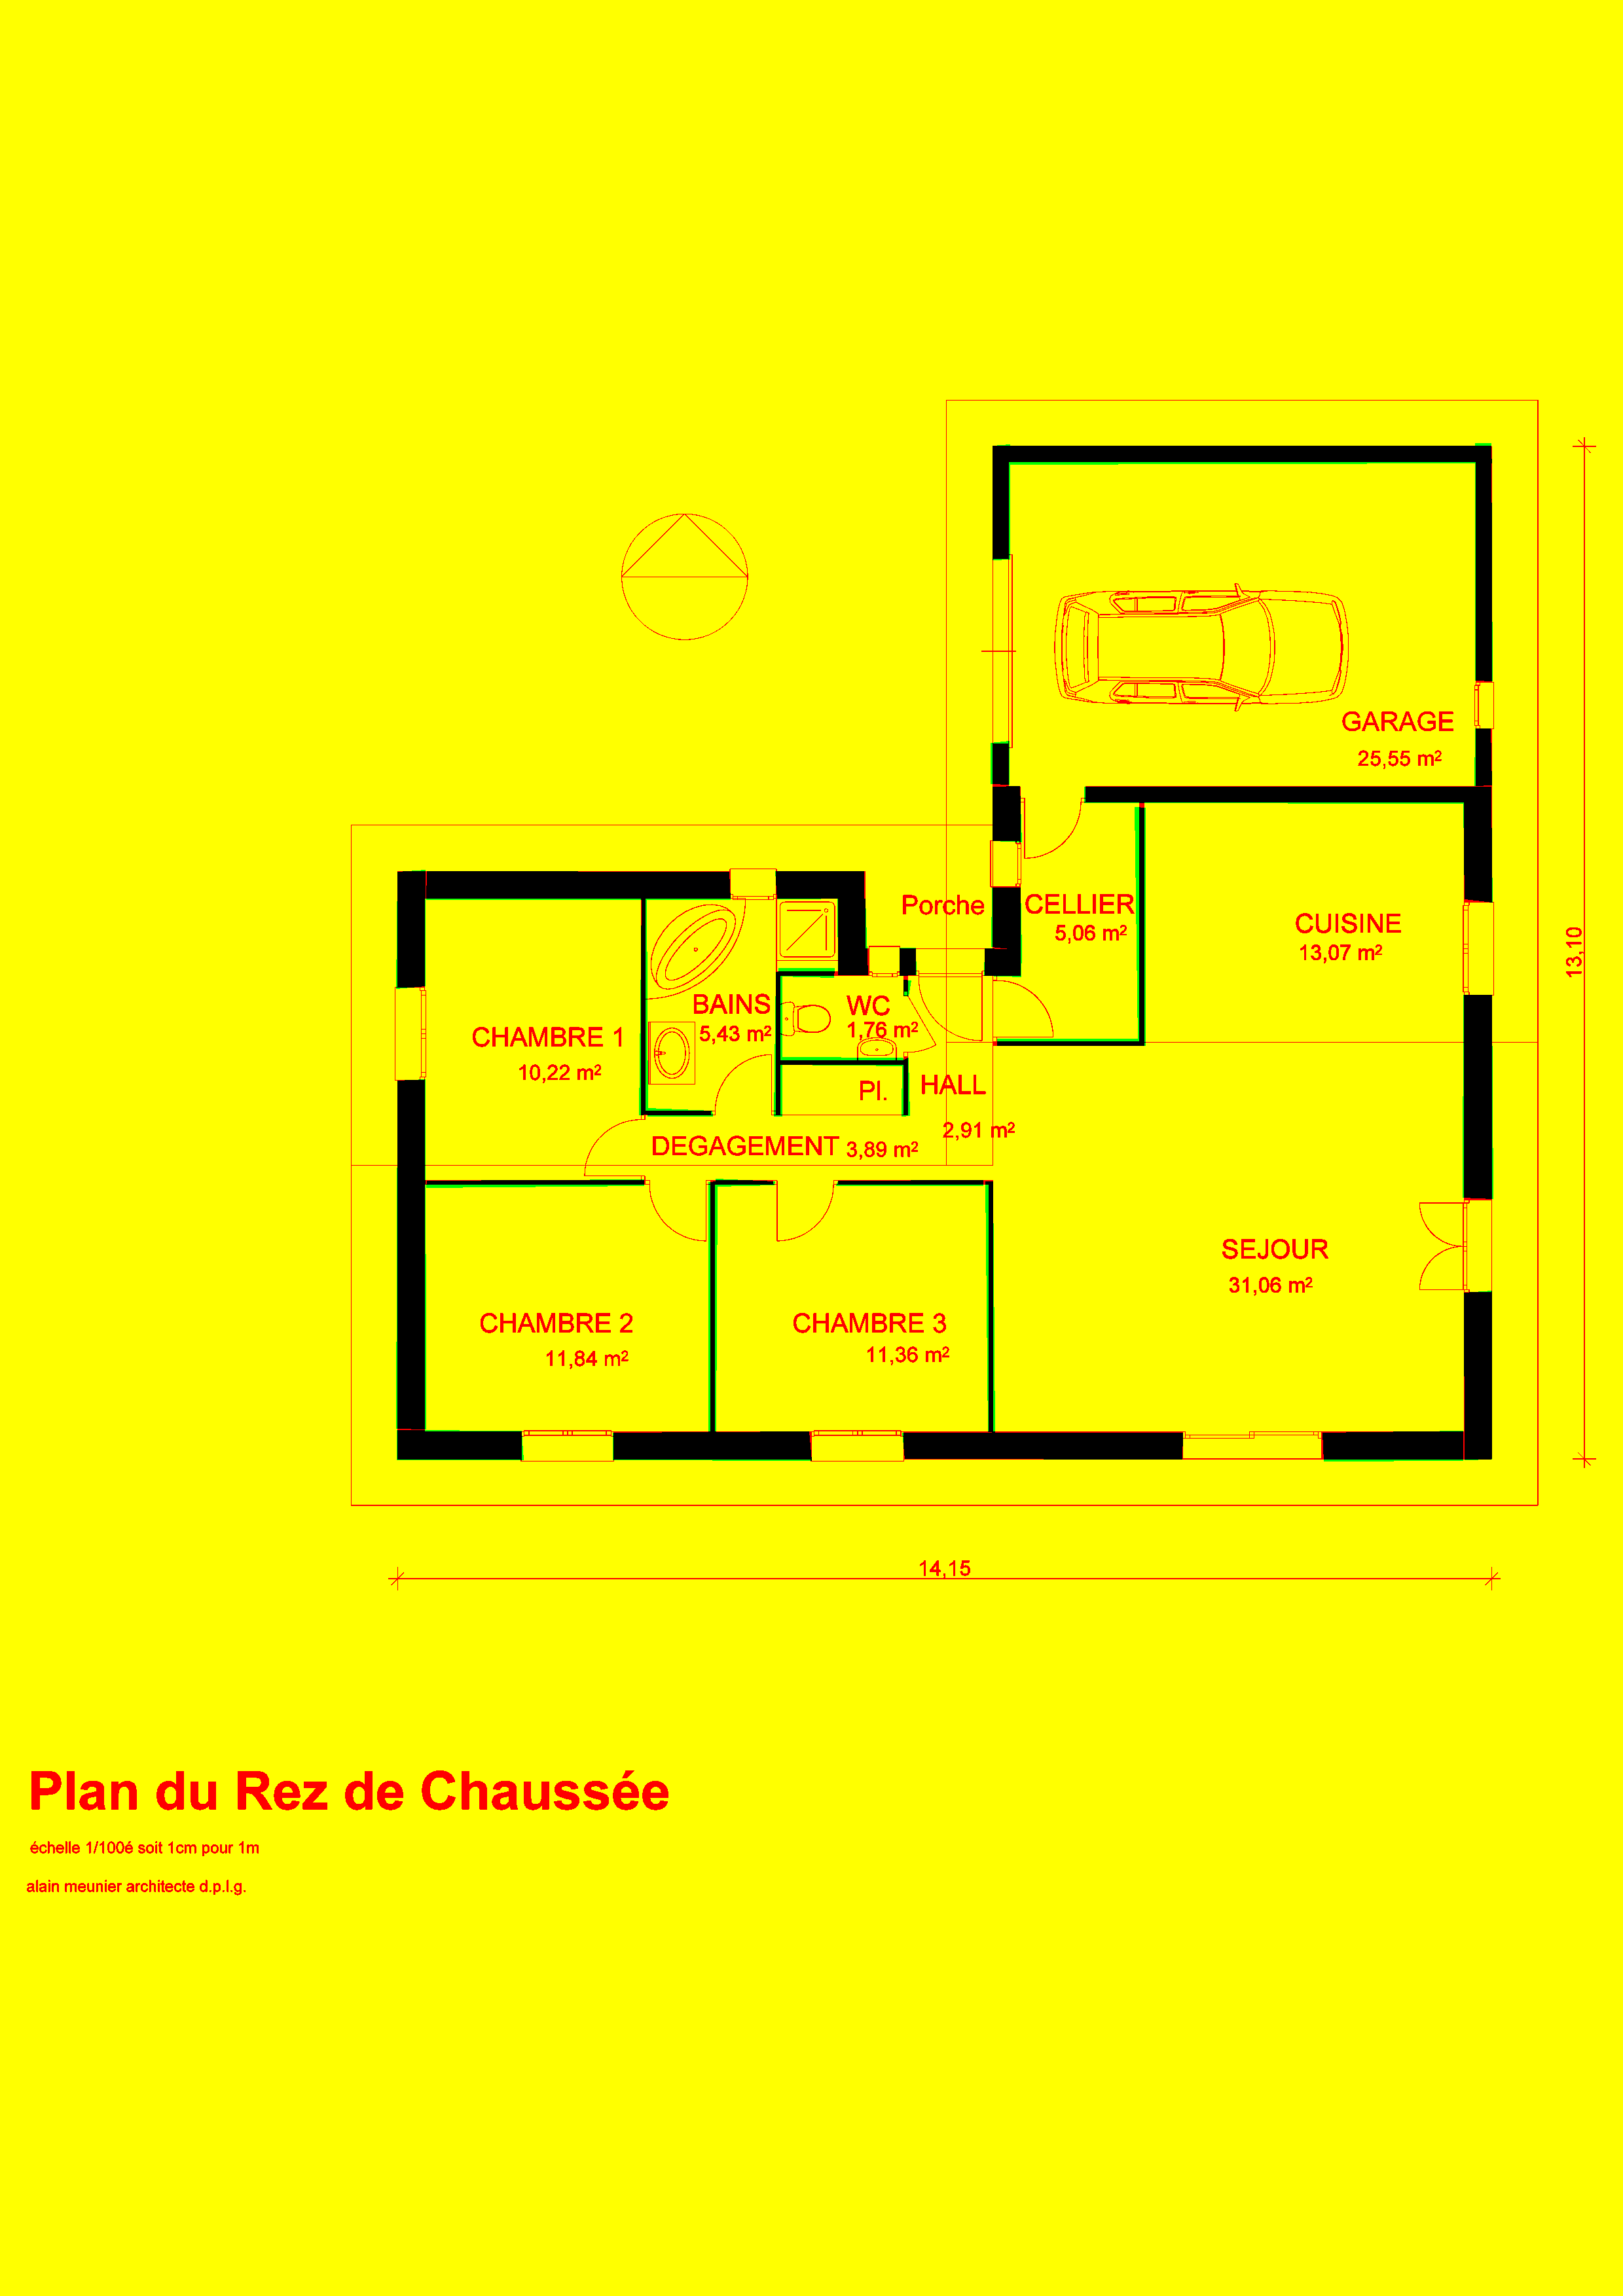 GARAGE
25,55 m²
Porche
CELLIER
5,06 m²
CUISINE
13,07 m²
13,10
BAINS
5,43 m²
WC
1,76 m²
CHAMBRE 1
10,22 m²
Pl.
HALL
2,91 m²
DEGAGEMENT 3,89 m²
SEJOUR
31,06 m²
CHAMBRE 2
11,84 m²
CHAMBRE 3
11,36 m²
14,15
Plan du Rez de Chaussée
échelle 1/100é soit 1cm pour 1m
alain meunier architecte d.p.l.g.